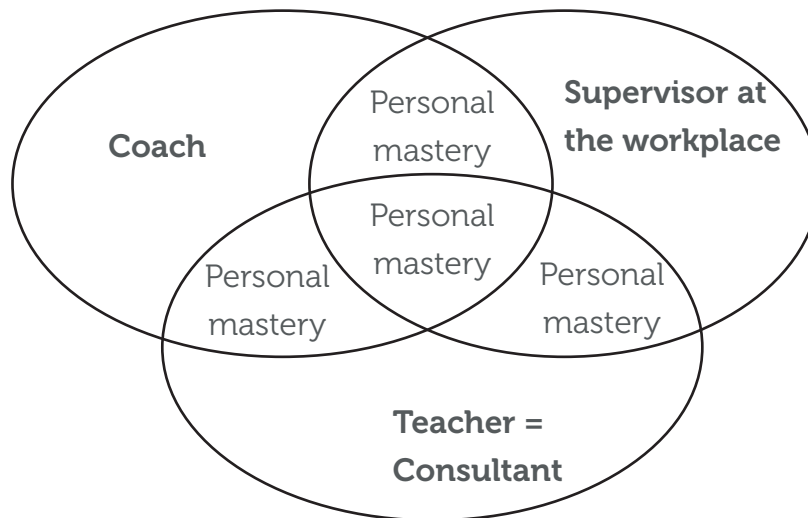 Coach
Personal
mastery
Supervisor at
the workplace
Personal
mastery
Personal
mastery
Personal
mastery
Teacher =
Consultant